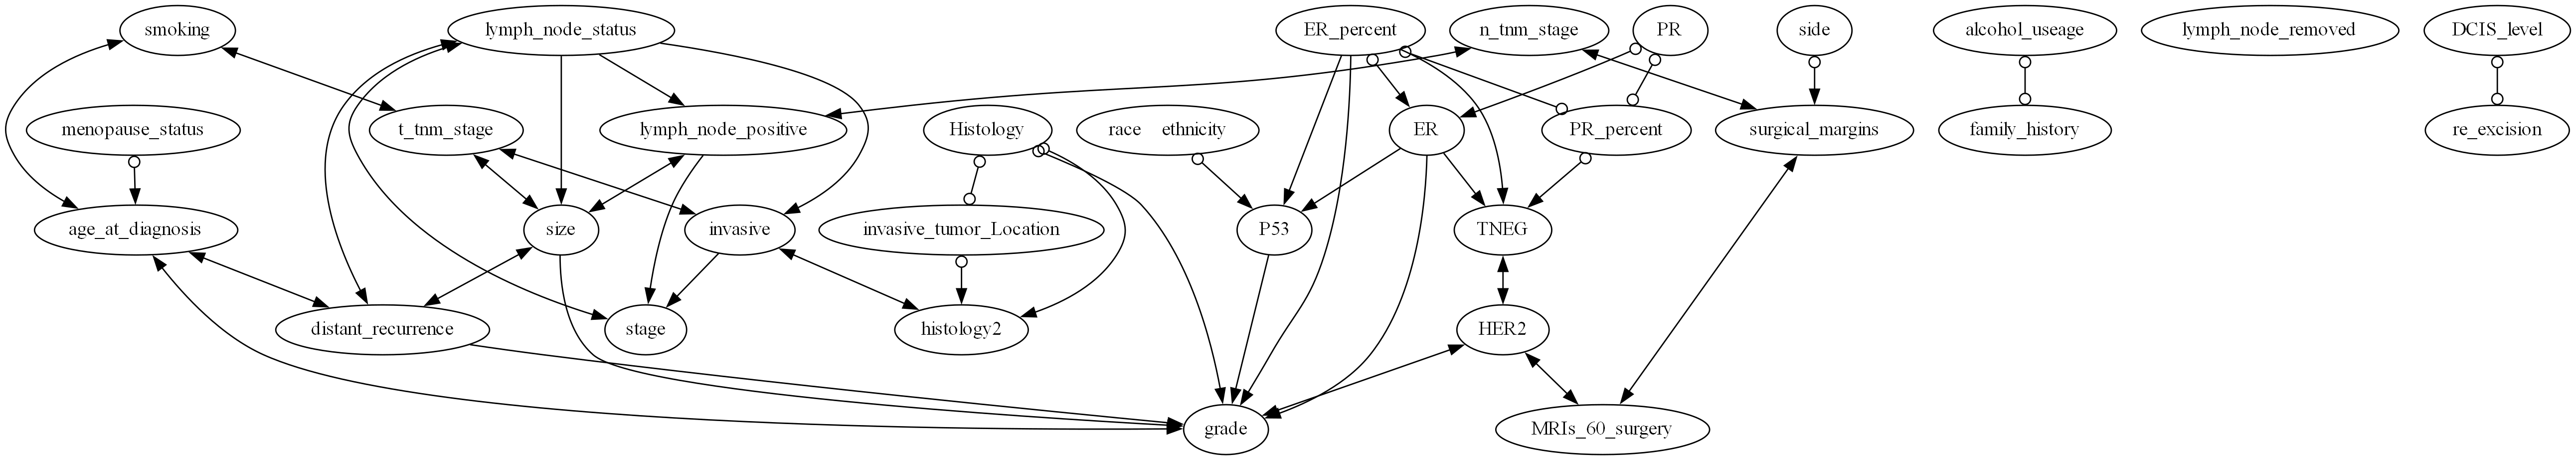 smoking
lymph_node_status
ER_percent
n_tnm_stage
PR
side
alcohol_useage
lymph_node_removed
DCIS_level
menopause_status
t_tnm_stage
lymph_node_positive
Histology
race ethnicity
ER
PR_percent
surgical_margins
family_history
re_excision
age_at_diagnosis
size
invasive
invasive_tumor_Location
P53
TNEG
distant_recurrence
stage
histology2
HER2
grade
MRIs_60_surgery